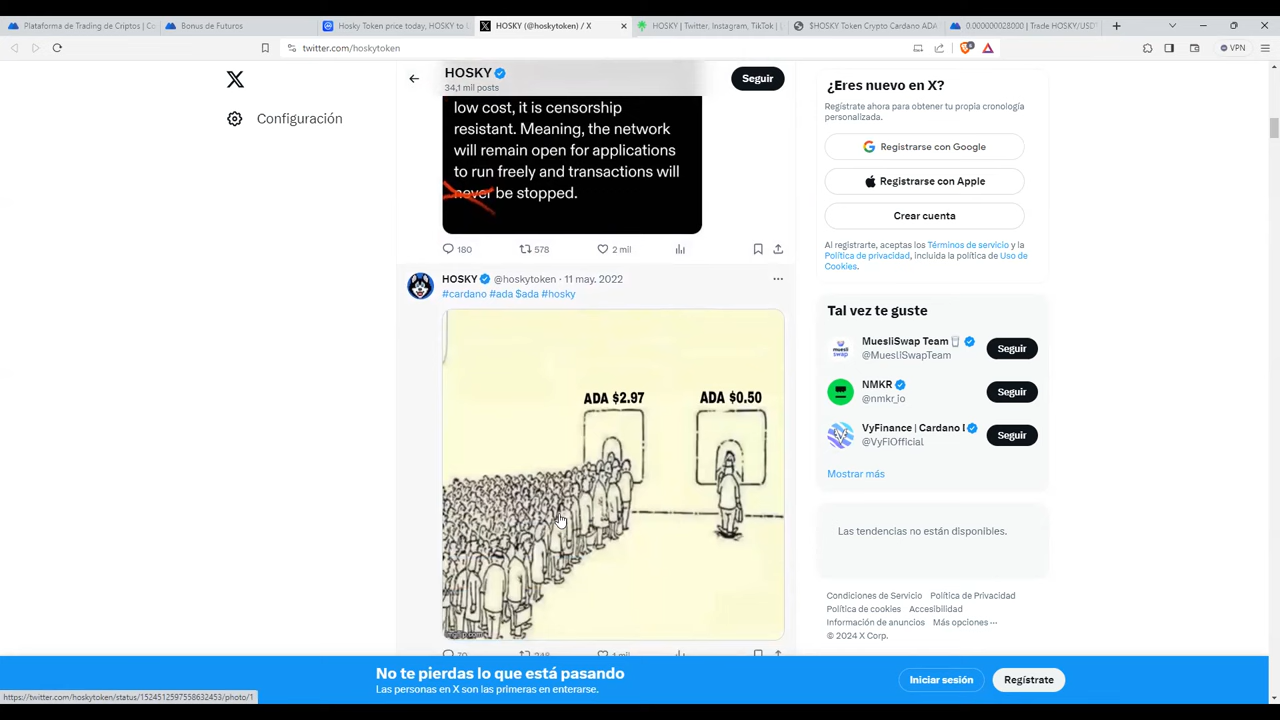 Plataforma de Trading de Criptos | Co
Bonus de Futuros
Hosky Token price today, HOSKY to U
HOSKY (@hoskytoken) / X
HOSKY | Twitter, Instagram, TikTok | L
$HOSKY Token Crypto Cardano ADA
0.000000028000 | Trade HOSKY/USDT
twitter.com/hoskytoken
VPN
Configuración
HOSKY
34,1 mil posts
Seguir
low cost, it is censorship
resistant. Meaning, the network
will remain open for applications
to run freely and transactions will
never be stopped.
180
578
2 mil
HOSKY @hoskytoken · 11 may. 2022
#cardano #ada $ada #hosky
ADA $2.97
ADA $0.50
imgflip.com
¿Eres nuevo en X?
Regístrate ahora para obtener tu propia cronología
personalizada.
Registrarse con Google
Registrarse con Apple
Crear cuenta
Al registrarte, aceptas los Términos de servicio y la
Política de privacidad, incluida la política de Uso de
Cookies.
Tal vez te guste
MuesliSwap Team
@MuesliSwapTeam
Seguir
NMKR
@nmkr_io
Seguir
VyFinance | Cardano
@VyFiOfficial
Seguir
Mostrar más
Las tendencias no están disponibles.
Condiciones de Servicio Política de Privacidad
Política de cookies Accesibilidad
Información de anuncios Más opciones ···
© 2024 X Corp.
No te pierdas lo que está pasando
Las personas en X son las primeras en enterarse.
Iniciar sesión
Regístrate
https://twitter.com/hoskytoken/status/1524512597558632453/photo/1